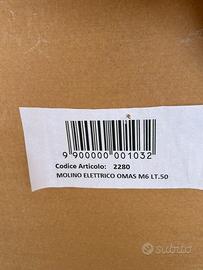 9 900000 001032
Codice Articolo: 2280
MOLINO ELETTRICO OMAS M6 LT.50
subito